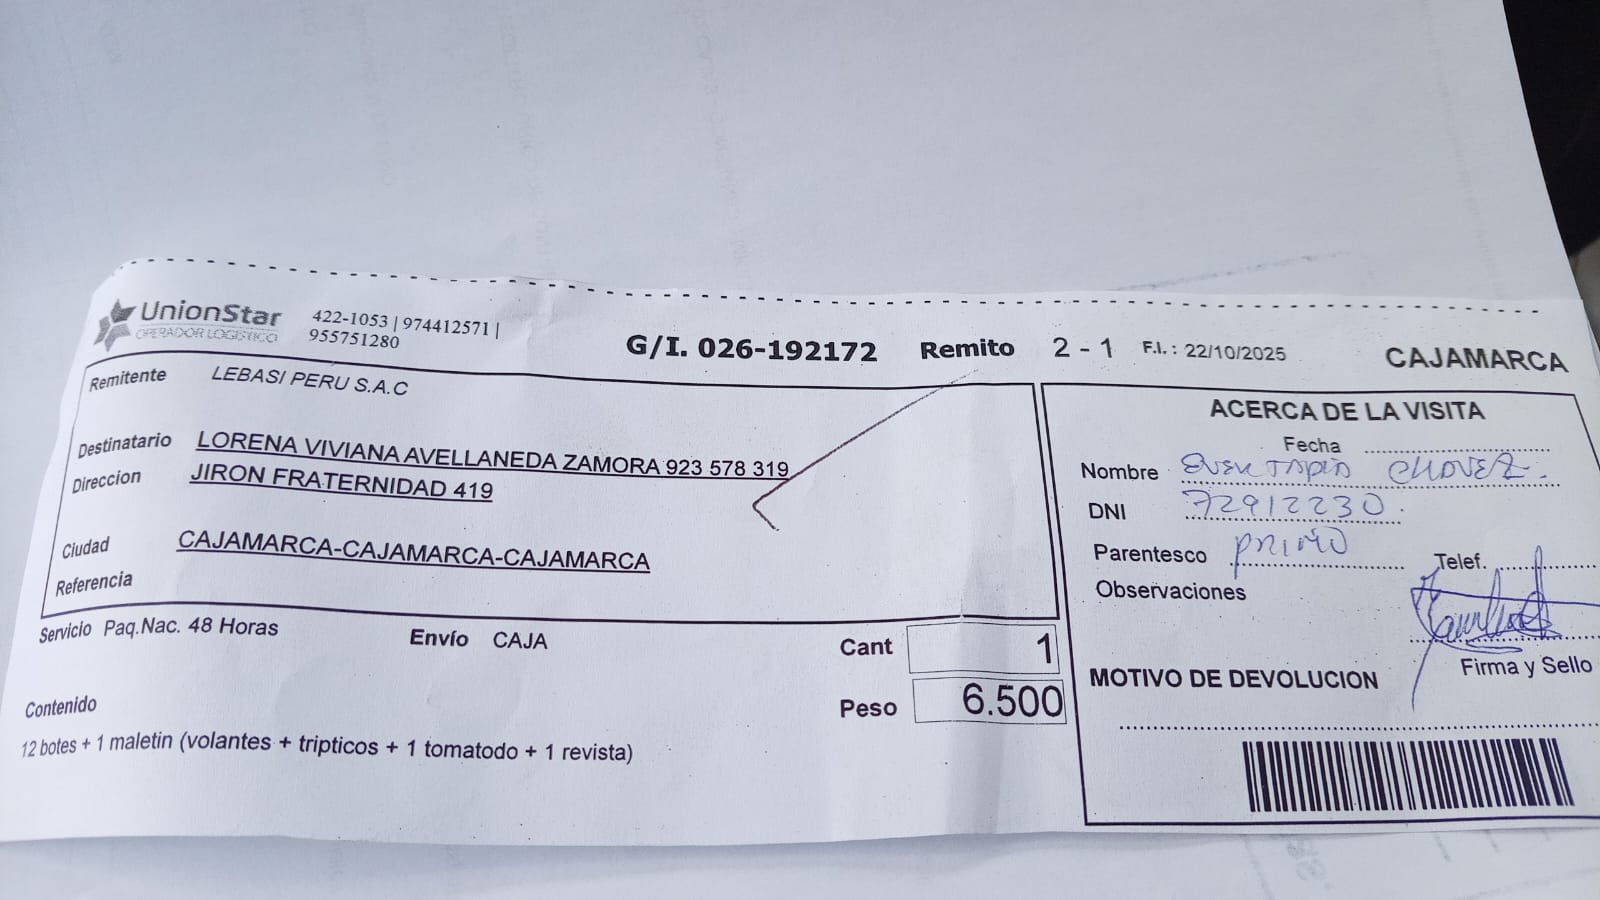 UnionStar
OPERADOR LOGISTICO
422-1053 | 974412571 |
955751280
G/I. 026-192172 Remito 2 - 1 F.I.: 22/10/2025 CAJAMARCA
Remitente LEBASI PERU S.A.C
Destinatario LORENA VIVIANA AVELLANEDA ZAMORA 923 578 319
Direccion JIRON FRATERNIDAD 419
Ciudad CAJAMARCA-CAJAMARCA-CAJAMARCA
Referencia
Servicio Paq.Nac. 48 Horas Envío CAJA
Cant 1
Peso 6.500
Contenido
12 botes + 1 maletin (volantes + tripticos + 1 tomatodo + 1 revista)
ACERCA DE LA VISITA
Fecha
Nombre CHAVEZ.
DNI 72912230.
Parentesco PRIMO
Telef.
Observaciones
Firma y Sello
MOTIVO DE DEVOLUCION